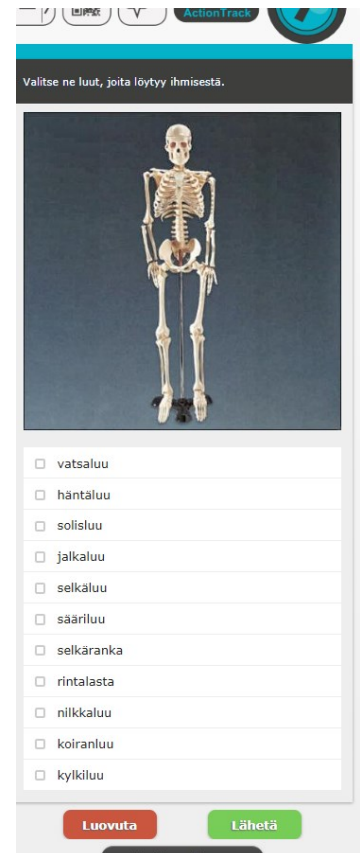 ActionTrack
Valitse ne luut, joita löytyy ihmisestä.
vatsaluu
häntäluu
solisluu
jalkaluu
selkäluu
sääriluu
selkäranka
rintalasta
nilkkaluu
koiranluu
kylkiluu
Luovuta
Lähetä